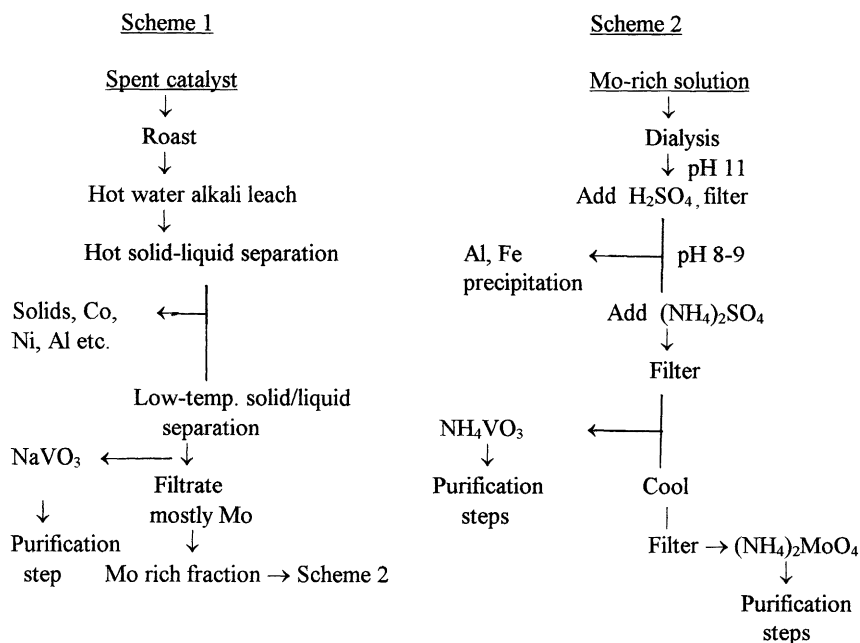 Scheme 1
Spent catalyst
↓
Roast
↓
Hot water alkali leach
↓
Hot solid-liquid separation
Solids, Co, ←
Ni, Al etc.
Low-temp. solid/liquid
separation
NaVO₃ ← ↓
↓ Filtrate
mostly Mo
Purification ↓
step Mo rich fraction → Scheme 2
Scheme 2
Mo-rich solution
↓
Dialysis
↓ pH 11
Add H₂SO₄, filter
Al, Fe ← pH 8-9
precipitation
Add (NH₄)₂SO₄
↓
Filter
NH₄VO₃ ←
↓
Purification Cool
steps
Filter → (NH₄)₂MoO₄
↓
Purification
steps